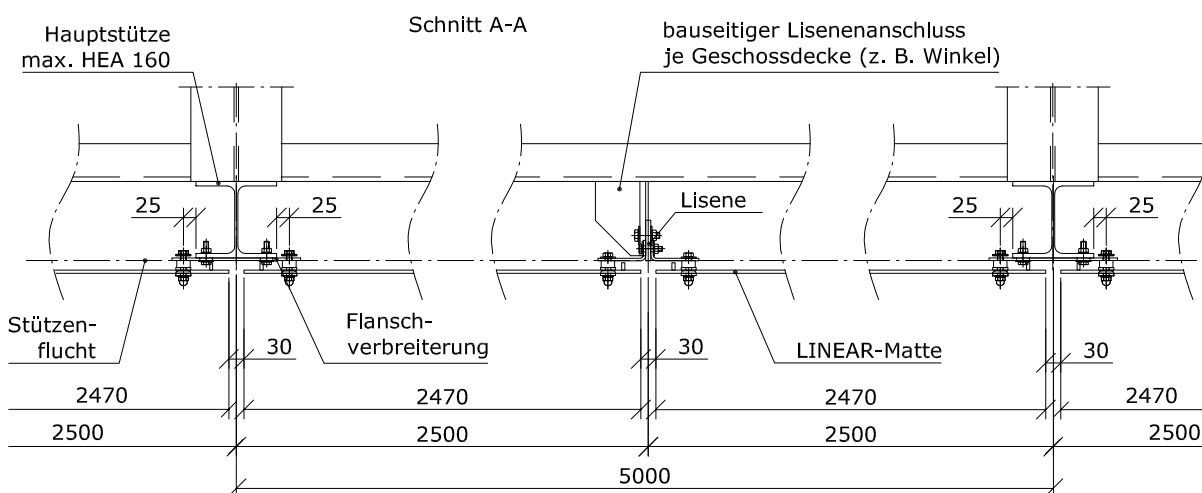 Schnitt A-A
Hauptstütze
max. HEA 160
bauseitiger Lisenenanschluss
je Geschossdecke (z. B. Winkel)
25
25
Lisene
25
25
Stützen-
flucht
Flansch-
verbreiterung
LINEAR-Matte
30
30
30
2470
2470
2470
2470
2500
2500
2500
2500
5000